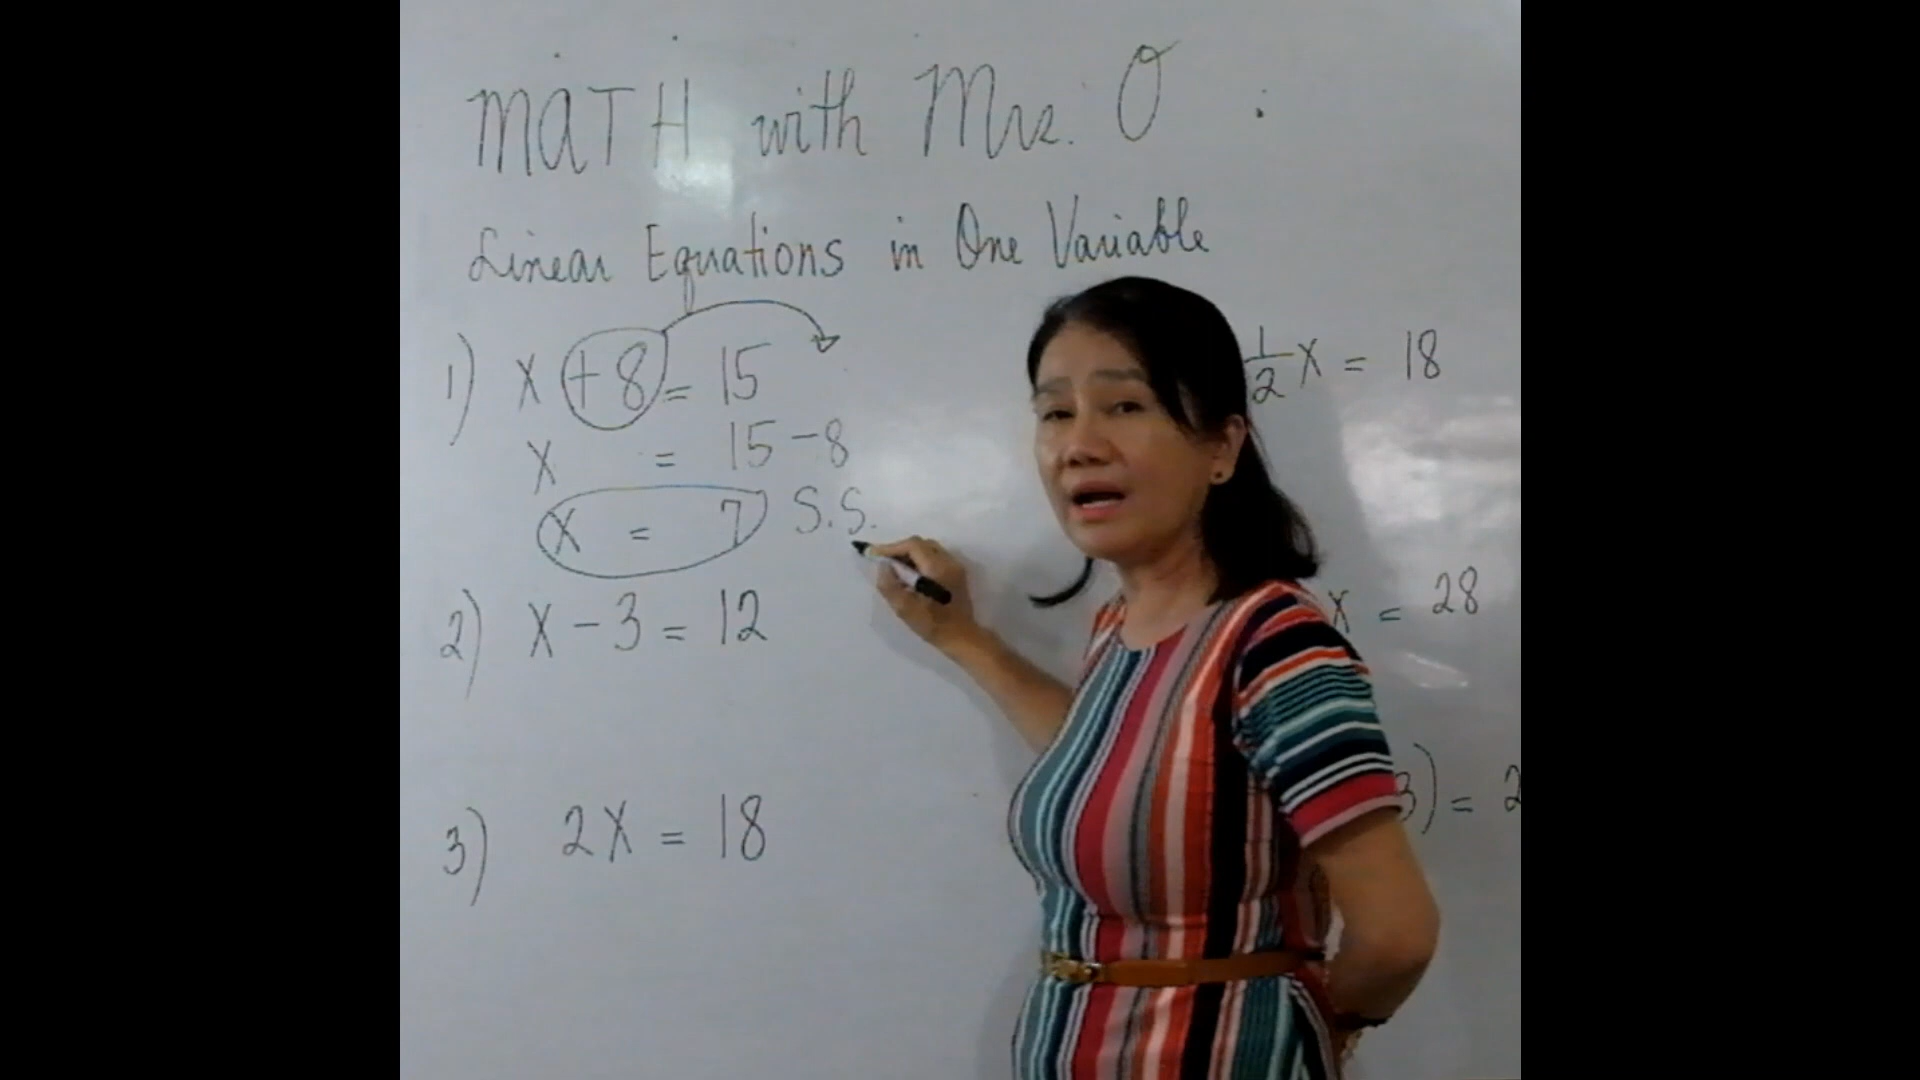 MATH with Mrs. O
Linear Equations in One Variable
1) x + 8 = 15
x = 15 - 8
x = 7 S.S.
2) x - 3 = 12
3) 2x = 18
1/2 x = 18
x = 28
3) = 2